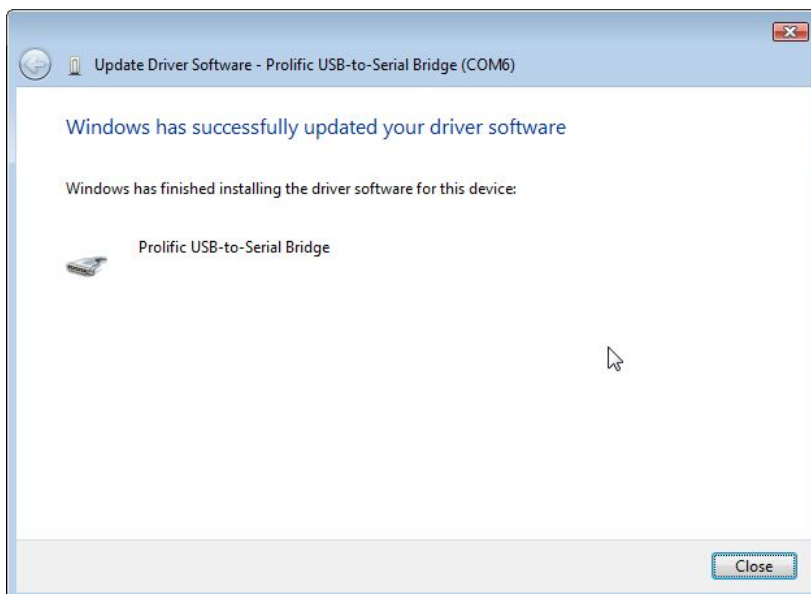 Update Driver Software - Prolific USB-to-Serial Bridge (COM6)
Windows has successfully updated your driver software
Windows has finished installing the driver software for this device:
Prolific USB-to-Serial Bridge
Close